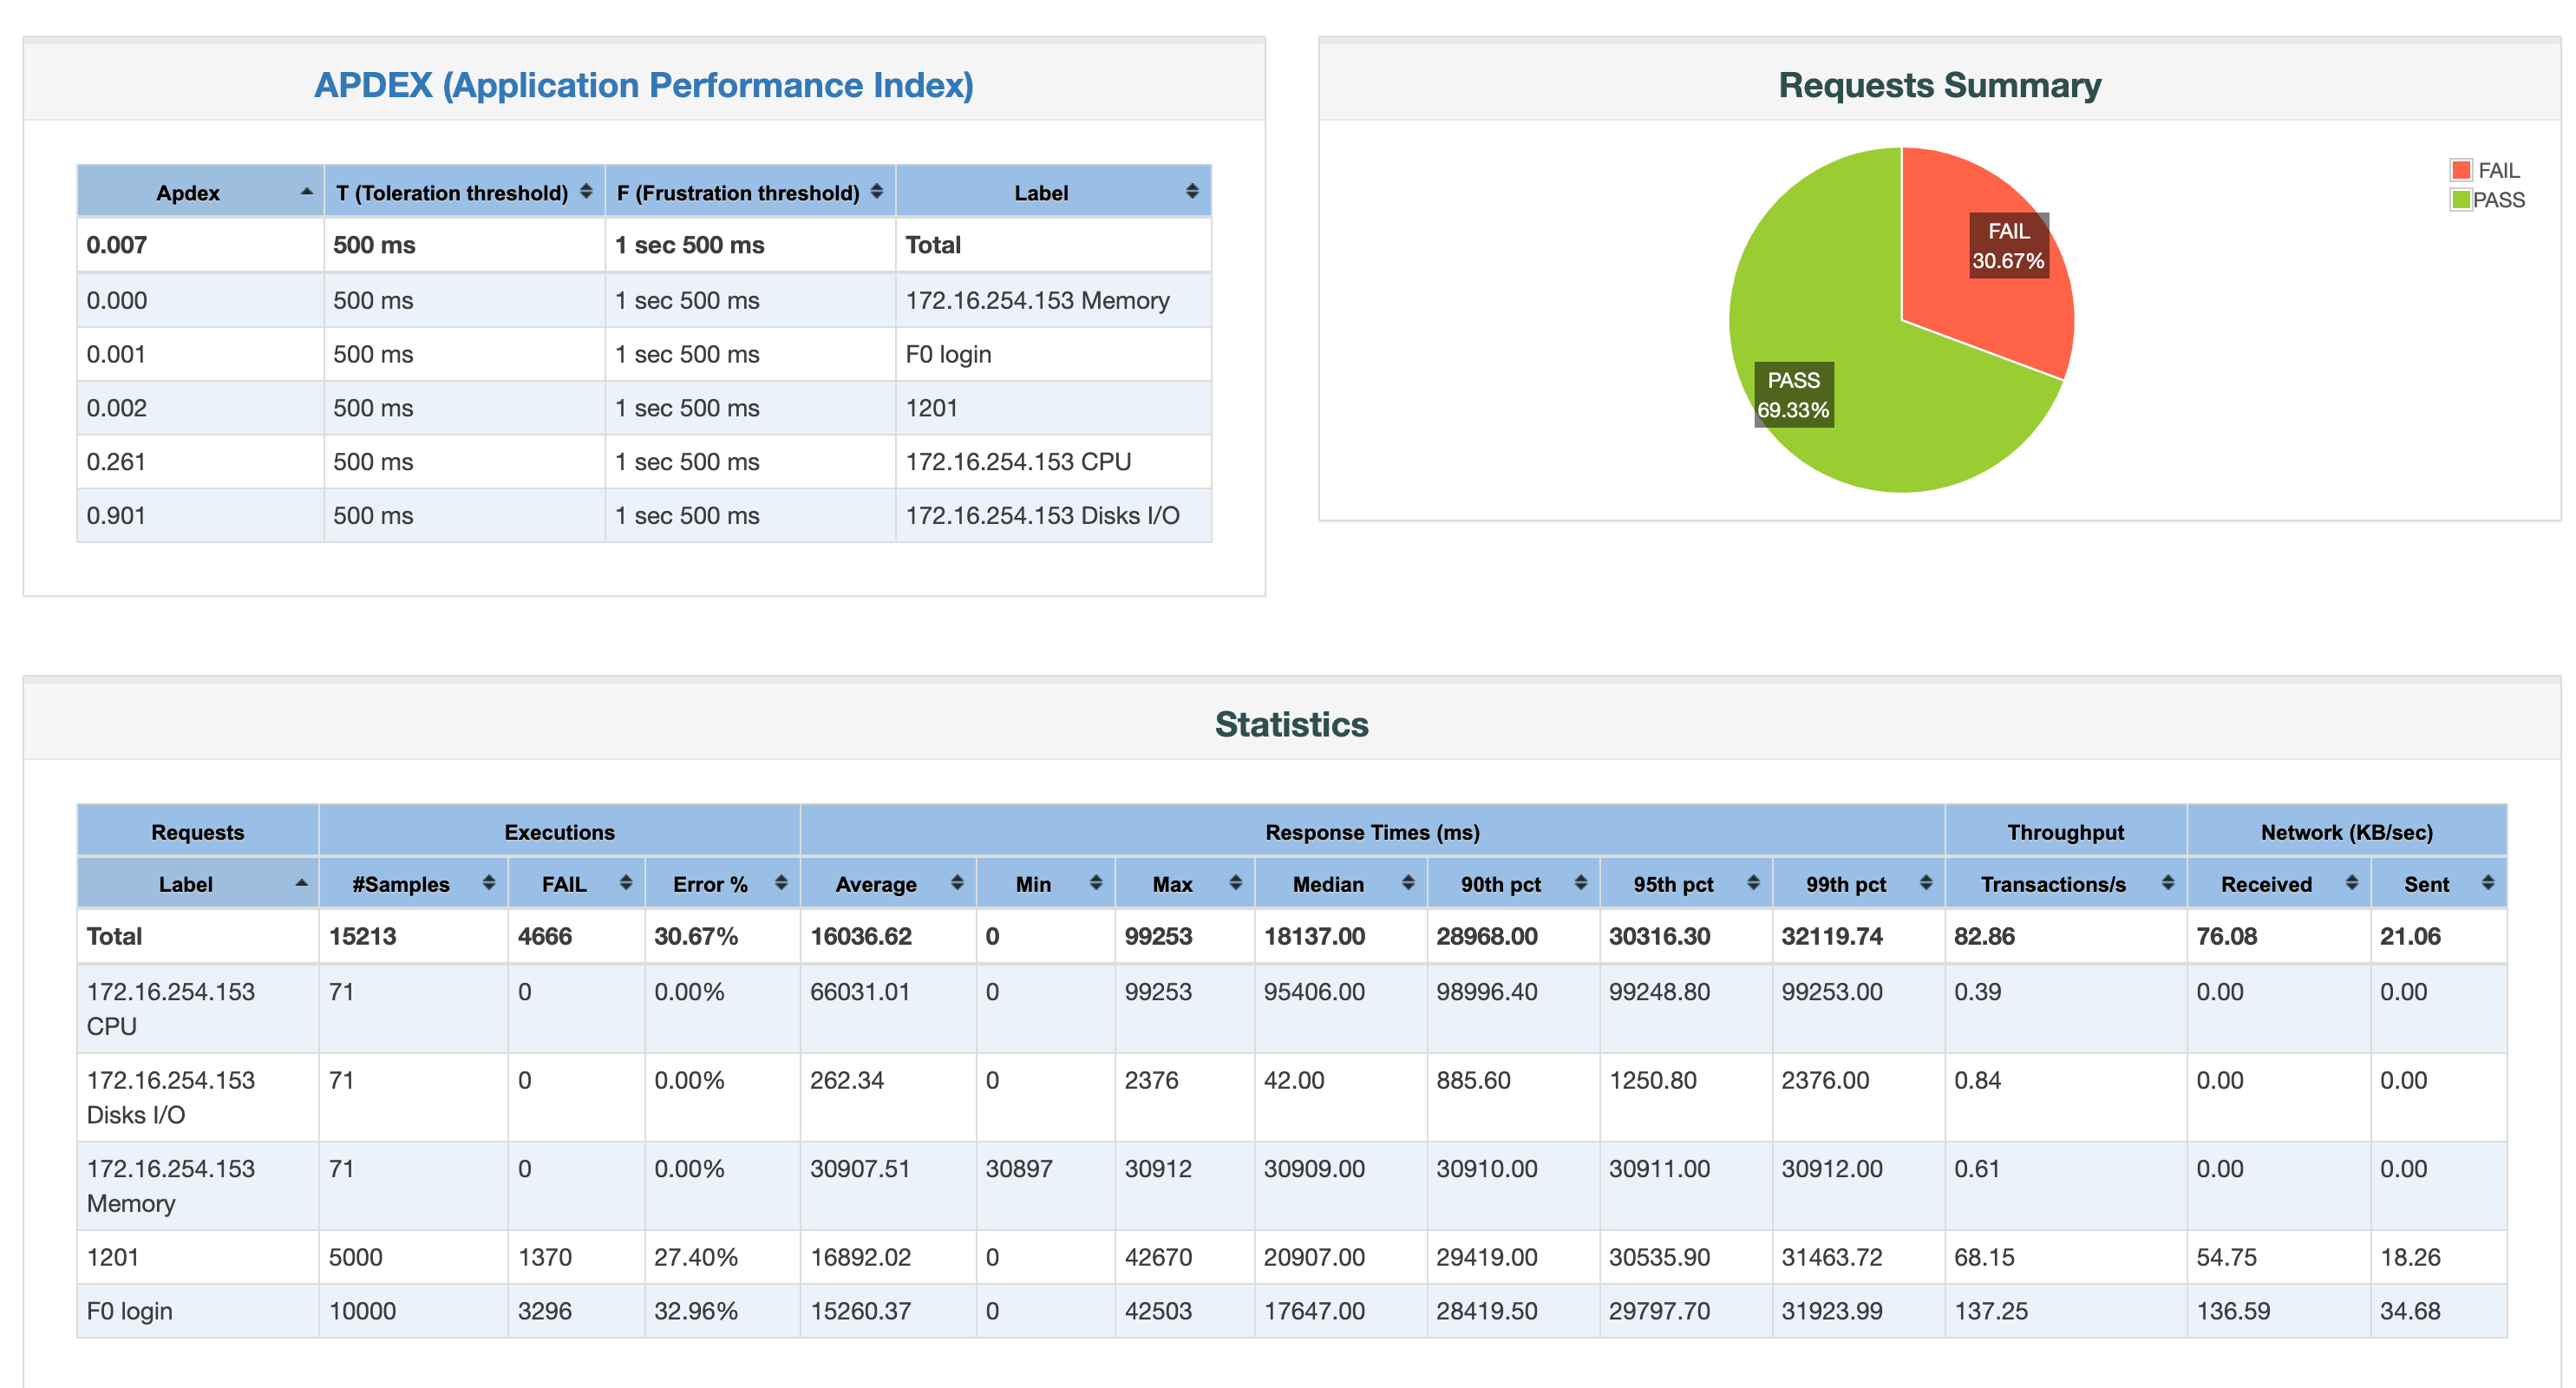 APDEX (Application Performance Index)
Apdex T (Toleration threshold) F (Frustration threshold) Label
0.007 500 ms 1 sec 500 ms Total
0.000 500 ms 1 sec 500 ms 172.16.254.153 Memory
0.001 500 ms 1 sec 500 ms F0 login
0.002 500 ms 1 sec 500 ms 1201
0.261 500 ms 1 sec 500 ms 172.16.254.153 CPU
0.901 500 ms 1 sec 500 ms 172.16.254.153 Disks I/O
Requests Summary
FAIL
PASS
FAIL
30.67%
PASS
69.33%
Statistics
Requests Executions Response Times (ms) Throughput Network (KB/sec)
Label #Samples FAIL Error % Average Min Max Median 90th pct 95th pct 99th pct Transactions/s Received Sent
Total 15213 4666 30.67% 16036.62 0 99253 18137.00 28968.00 30316.30 32119.74 82.86 76.08 21.06
172.16.254.153 71 0 0.00% 66031.01 0 99253 95406.00 98996.40 99248.80 99253.00 0.39 0.00 0.00
CPU
172.16.254.153 71 0 0.00% 262.34 0 2376 42.00 885.60 1250.80 2376.00 0.84 0.00 0.00
Disks I/O
172.16.254.153 71 0 0.00% 30907.51 30897 30912 30909.00 30910.00 30911.00 30912.00 0.61 0.00 0.00
Memory
1201 5000 1370 27.40% 16892.02 0 42670 20907.00 29419.00 30535.90 31463.72 68.15 54.75 18.26
F0 login 10000 3296 32.96% 15260.37 0 42503 17647.00 28419.50 29797.70 31923.99 137.25 136.59 34.68